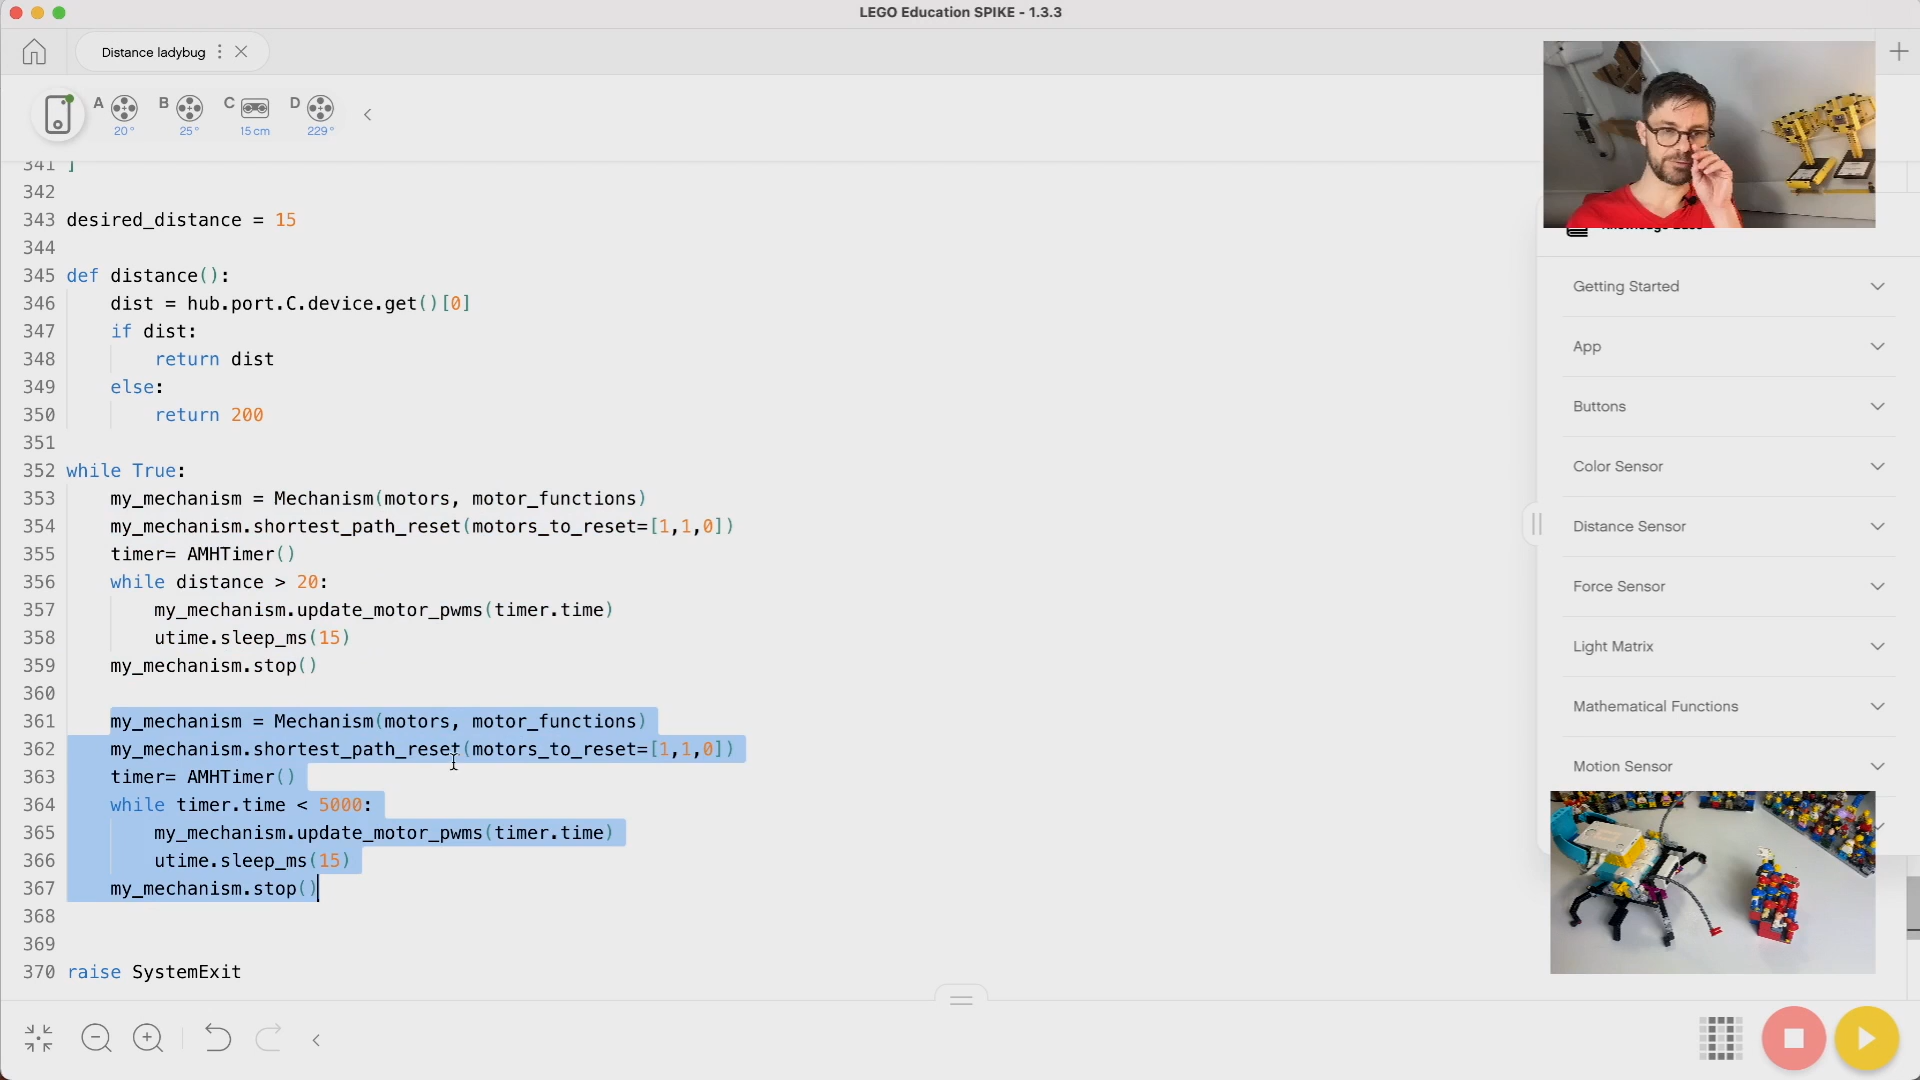 LEGO Education SPIKE - 1.3.3
Distance ladybug
A B C D
20° 25° 15 cm 229°
341 ]
342
343 desired_distance = 15
344
345 def distance():
346 dist = hub.port.C.device.get()[0]
347 if dist:
348 return dist
349 else:
350 return 200
351
352 while True:
353 my_mechanism = Mechanism(motors, motor_functions)
354 my_mechanism.shortest_path_reset(motors_to_reset=[1,1,0])
355 timer= AMHTimer()
356 while distance > 20:
357 my_mechanism.update_motor_pwms(timer.time)
358 utime.sleep_ms(15)
359 my_mechanism.stop()
360
361 my_mechanism = Mechanism(motors, motor_functions)
362 my_mechanism.shortest_path_reset(motors_to_reset=[1,1,0])
363 timer= AMHTimer()
364 while timer.time < 5000:
365 my_mechanism.update_motor_pwms(timer.time)
366 utime.sleep_ms(15)
367 my_mechanism.stop()
368
369
370 raise SystemExit
Getting Started
App
Buttons
Color Sensor
Distance Sensor
Force Sensor
Light Matrix
Mathematical Functions
Motion Sensor